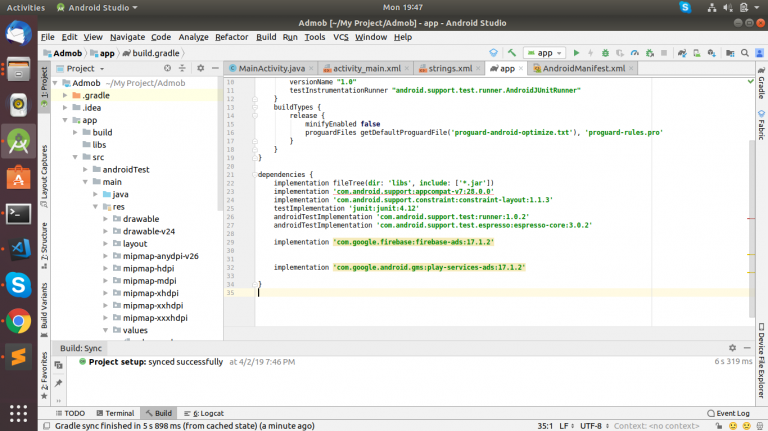 Activities Android Studio Mon 19:47
Admob [~/My Project/Admob] - app - Android Studio
File Edit View Navigate Code Analyze Refactor Build Run Tools VCS Window Help
Admob app build.gradle app
Project MainActivity.java activity_main.xml strings.xml app AndroidManifest.xml
1: Project
Layout Captures
7: Structure
Build Variants
2: Favorites
Admob ~/My Project/Admob
.gradle
.idea
app
build
libs
src
androidTest
main
java
res
drawable
drawable-v24
layout
mipmap-anydpi-v26
mipmap-hdpi
mipmap-mdpi
mipmap-xhdpi
mipmap-xxhdpi
mipmap-xxxhdpi
values
10 versionName "1.0"
11 testInstrumentationRunner "android.support.test.runner.AndroidJUnitRunner"
12 }
13 buildTypes {
14 release {
15 minifyEnabled false
16 proguardFiles getDefaultProguardFile('proguard-android-optimize.txt'), 'proguard-rules.pro'
17 }
18 }
19 }
20
21 dependencies {
22 implementation fileTree(dir: 'libs', include: ['*.jar'])
23 implementation 'com.android.support:appcompat-v7:28.0.0'
24 implementation 'com.android.support.constraint:constraint-layout:1.1.3'
25 testImplementation 'junit:junit:4.12'
26 androidTestImplementation 'com.android.support.test:runner:1.0.2'
27 androidTestImplementation 'com.android.support.test.espresso:espresso-core:3.0.2'
28
29 implementation 'com.google.firebase:firebase-ads:17.1.2'
32 implementation 'com.google.android.gms:play-services-ads:17.1.2'
33
34 }
35
Gradle
Fabric
Device File Explorer
Build: Sync
Project setup: synced successfully at 4/2/19 7:46 PM 6 s 319 ms
TODO Terminal Build 6: Logcat Event Log
Gradle sync finished in 5 s 898 ms (from cached state) (a minute ago) 35:1 LF UTF-8 Context: <no context>